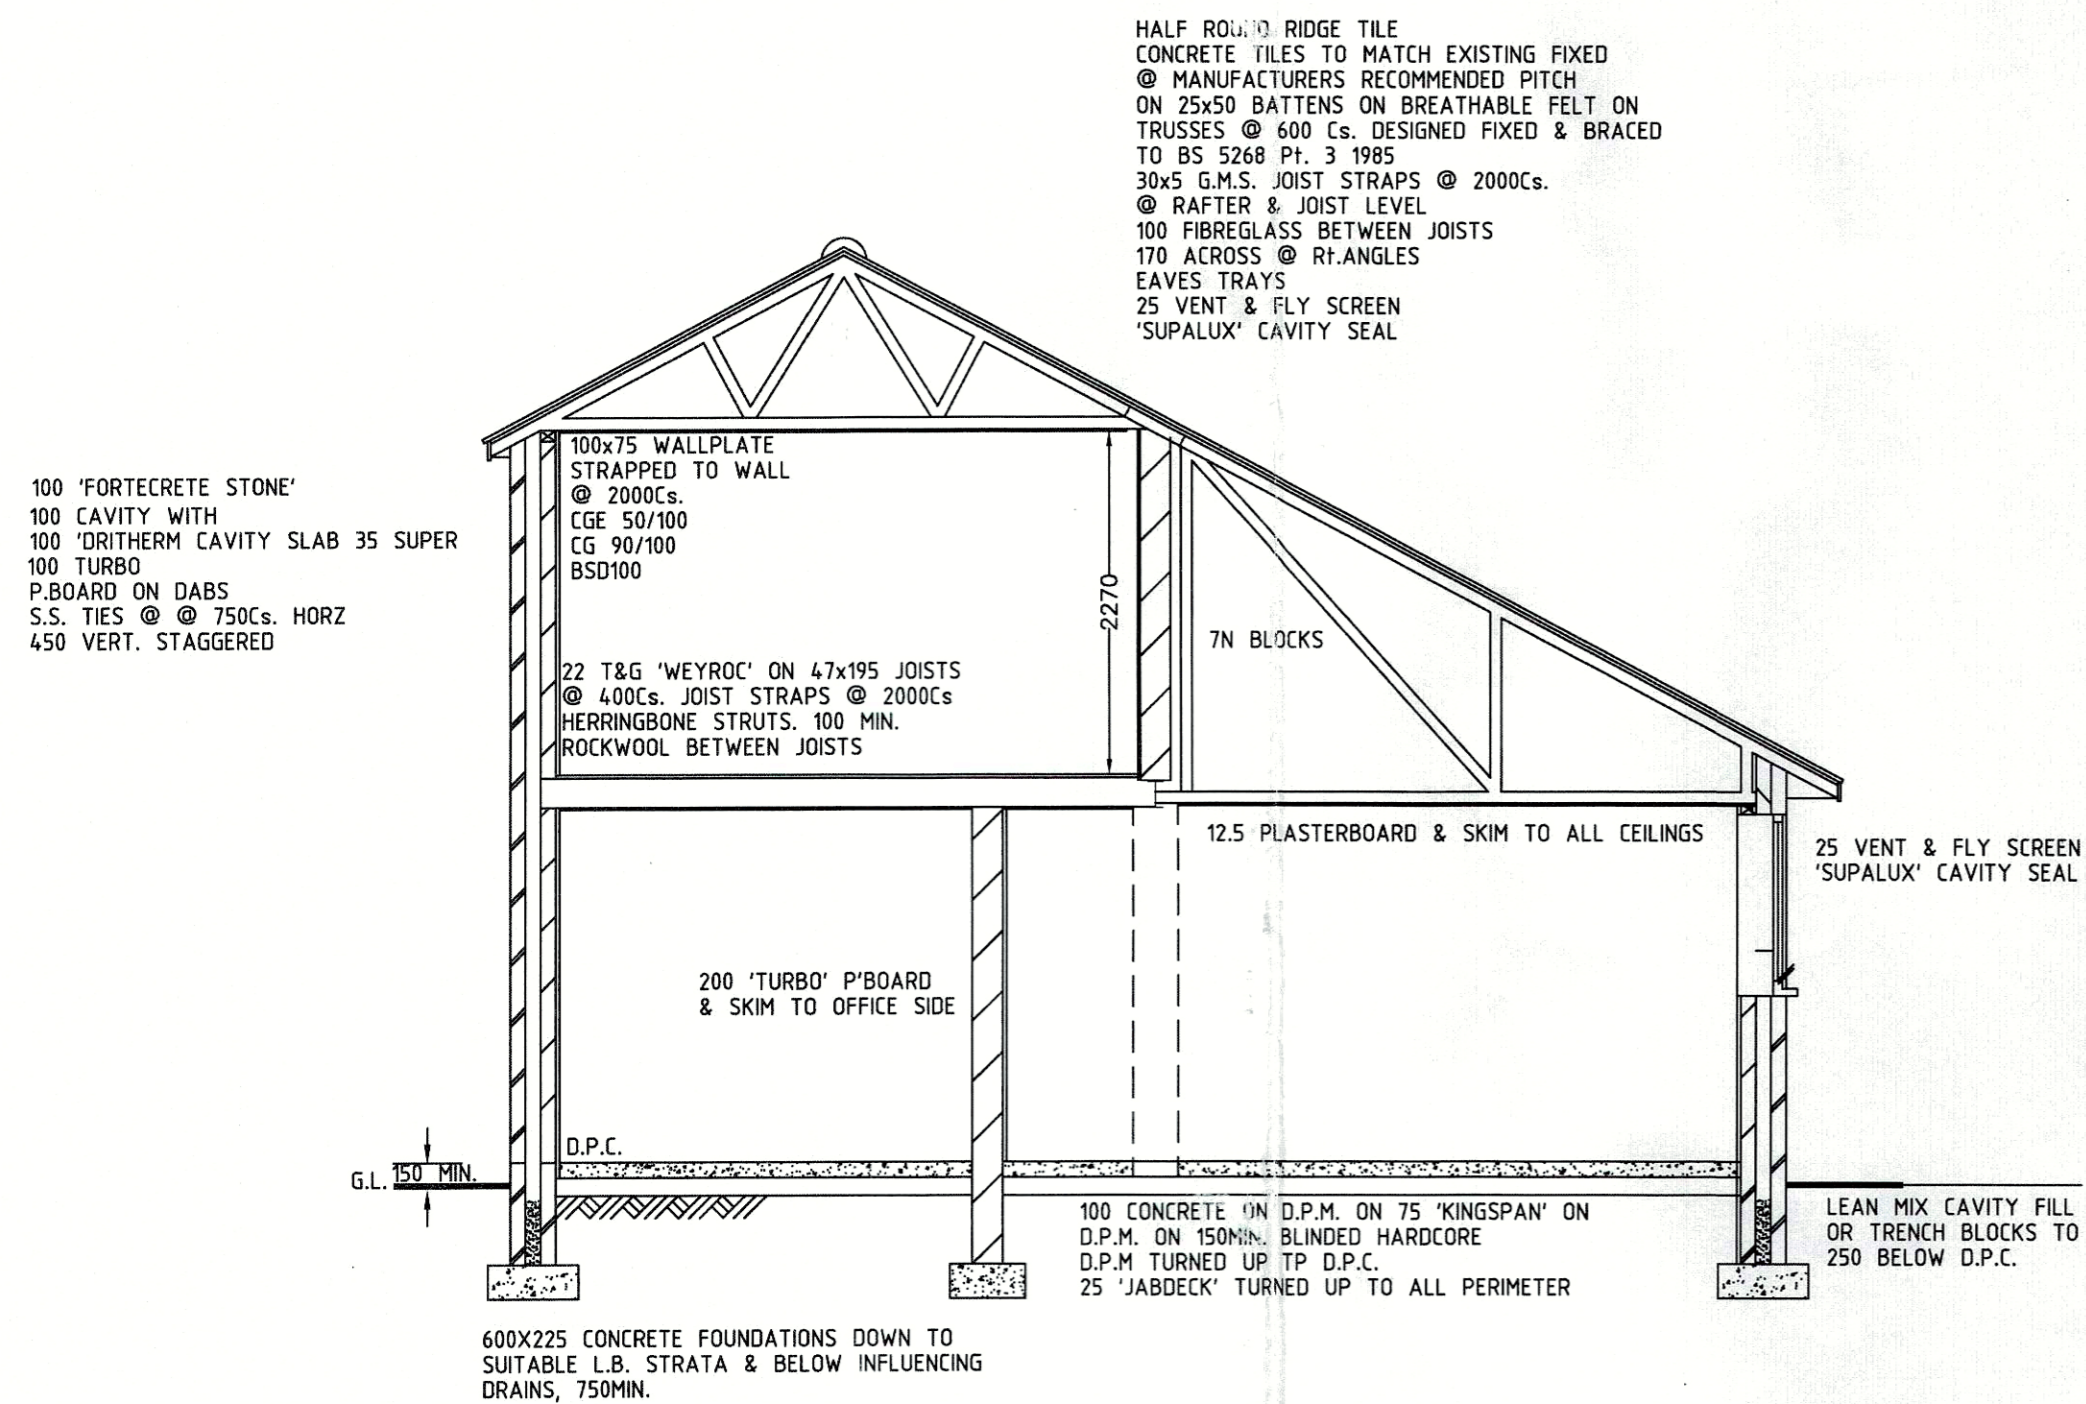 HALF ROUND RIDGE TILE
CONCRETE TILES TO MATCH EXISTING FIXED
@ MANUFACTURERS RECOMMENDED PITCH
ON 25x50 BATTENS ON BREATHABLE FELT ON
TRUSSES @ 600 Cs. DESIGNED FIXED & BRACED
TO BS 5268 Pt. 3 1985
30x5 G.M.S. JOIST STRAPS @ 2000Cs.
@ RAFTER & JOIST LEVEL
100 FIBREGLASS BETWEEN JOISTS
170 ACROSS @ Rt.ANGLES
EAVES TRAYS
25 VENT & FLY SCREEN
'SUPALUX' CAVITY SEAL
100 'FORTECRETE STONE'
100 CAVITY WITH
100 'DRITHERM CAVITY SLAB 35 SUPER
100 TURBO
P.BOARD ON DABS
S.S. TIES @ @ 750Cs. HORZ
450 VERT. STAGGERED
100x75 WALLPLATE
STRAPPED TO WALL
@ 2000Cs.
CGE 50/100
CG 90/100
BSD100
2270
7N BLOCKS
22 T&G 'WEYROC' ON 47x195 JOISTS
@ 400Cs. JOIST STRAPS @ 2000Cs
HERRINGBONE STRUTS. 100 MIN.
ROCKWOOL BETWEEN JOISTS
12.5 PLASTERBOARD & SKIM TO ALL CEILINGS
25 VENT & FLY SCREEN
'SUPALUX' CAVITY SEAL
200 'TURBO' P'BOARD
& SKIM TO OFFICE SIDE
D.P.C.
G.L. 150 MIN.
100 CONCRETE ON D.P.M. ON 75 'KINGSPAN' ON
D.P.M. ON 150MIN. BLINDED HARDCORE
D.P.M TURNED UP TP D.P.C.
25 'JABDECK' TURNED UP TO ALL PERIMETER
LEAN MIX CAVITY FILL
OR TRENCH BLOCKS TO
250 BELOW D.P.C.
600X225 CONCRETE FOUNDATIONS DOWN TO
SUITABLE L.B. STRATA & BELOW INFLUENCING
DRAINS, 750MIN.